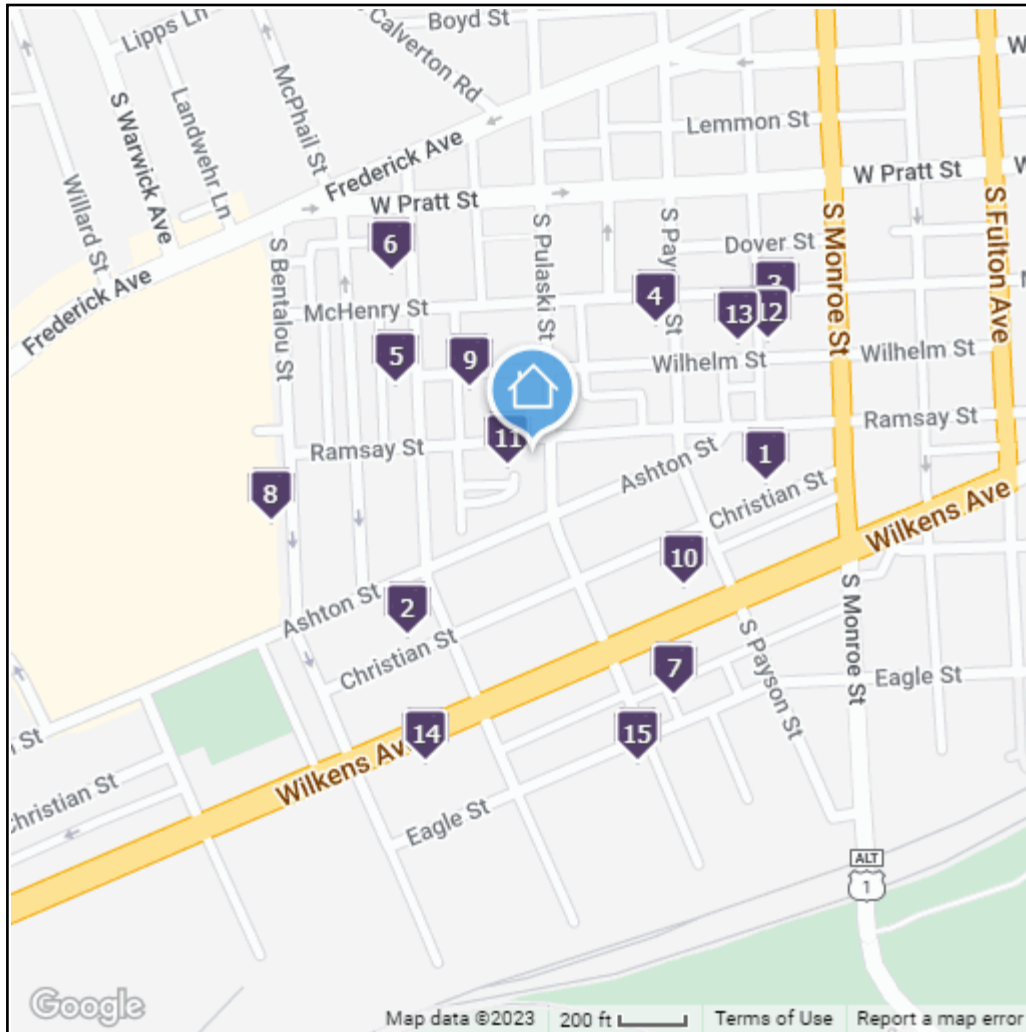 Boyd St
Lipps Ln
Calverton Rd
McPhail St
S Warwick Ave
Landwehr Ln
Willard St
Frederick Ave
Lemmon St
W Pratt St
W Pratt St
S Monroe St
S Fulton Ave
S Pulaski St
Dover St
S Bentalou St
Frederick Ave
6
4
3
13
12
McHenry St
5
9
Wilhelm St
Wilhelm St
Ramsay St
11
Ramsay St
Ashton St
1
8
Christian St
Wilkens Ave
10
Ashton St
2
Christian St
S Payson St
S Monroe St
7
Eagle St
14
15
Wilkens Av
Christian St
Eagle St
ALT
1
Google
Map data ©2023
200 ft
Terms of Use
Report a map error